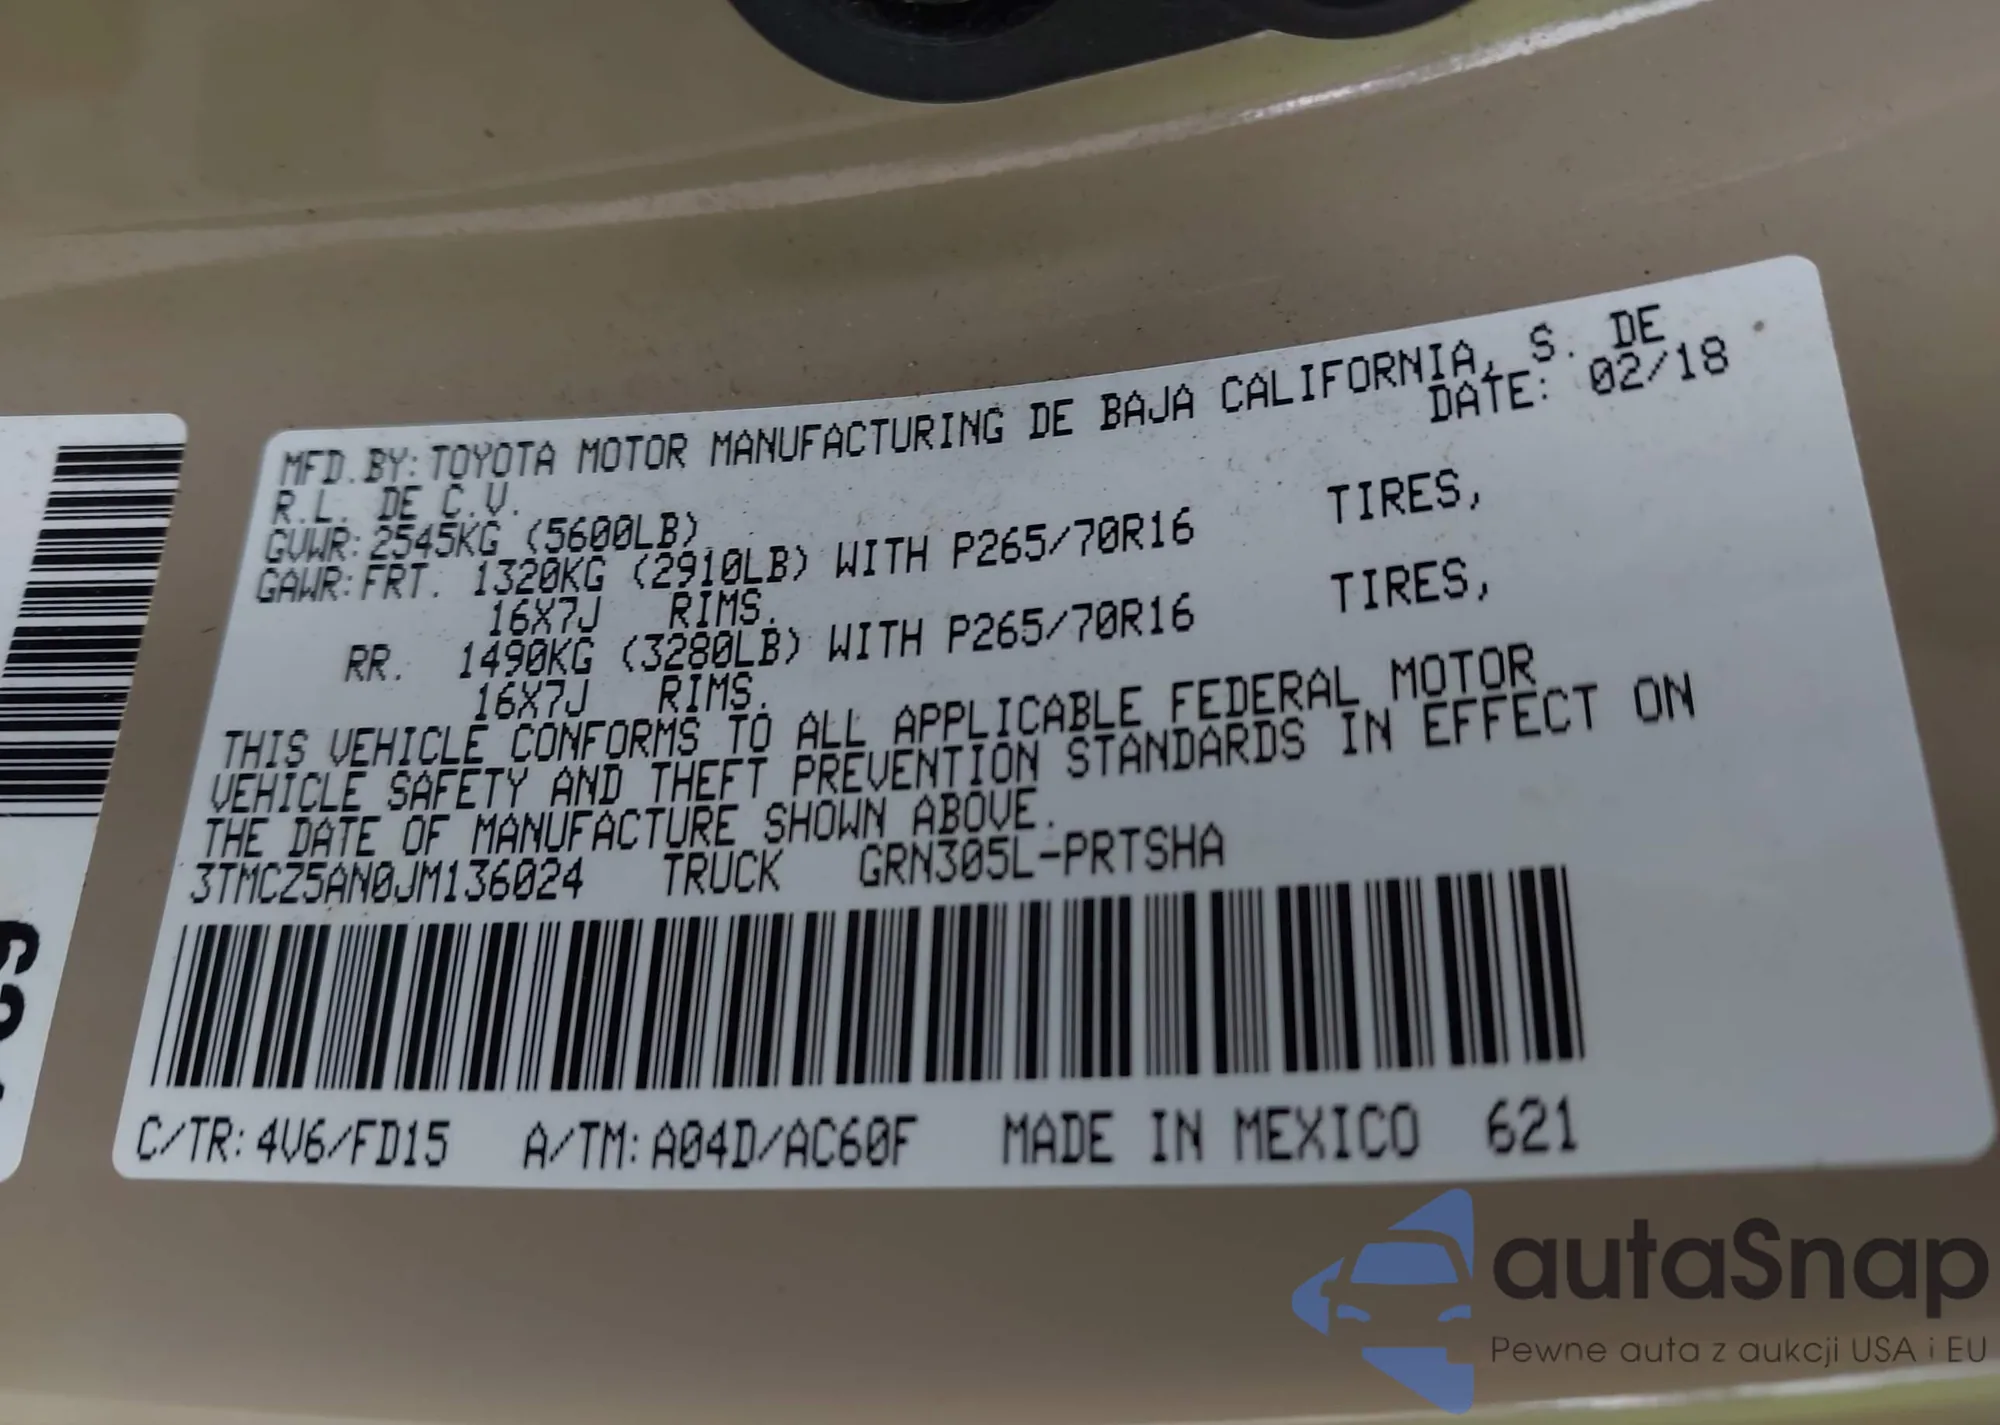 MFD.BY:TOYOTA MOTOR MANUFACTURING DE BAJA CALIFORNIA, S. DE
R.L. DE C.V. DATE: 02/18
GVWR:2545KG (5600LB)
GAWR:FRT. 1320KG (2910LB) WITH P265/70R16 TIRES,
16X7J RIMS.
RR. 1490KG (3280LB) WITH P265/70R16 TIRES,
16X7J RIMS.
THIS VEHICLE CONFORMS TO ALL APPLICABLE FEDERAL MOTOR
VEHICLE SAFETY AND THEFT PREVENTION STANDARDS IN EFFECT ON
THE DATE OF MANUFACTURE SHOWN ABOVE.
3TMCZ5AN0JM136024 TRUCK GRN305L-PRTSHA
C/TR:4V6/FD15 A/TM:A04D/AC60F MADE IN MEXICO 621
autaSnap
Pewne auta z aukcji USA i EU